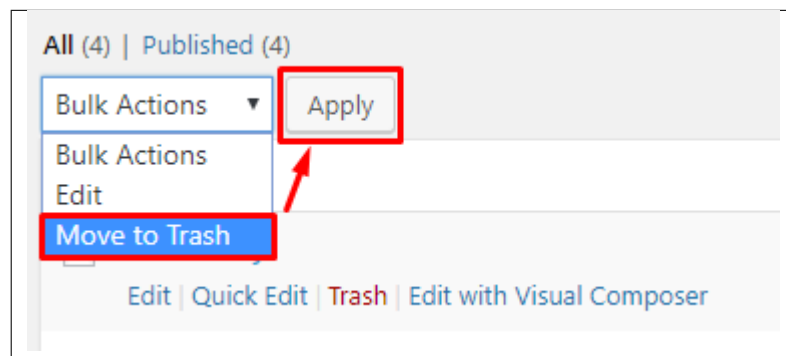 All (4) | Published (4)
Bulk Actions Apply
Bulk Actions
Edit
Move to Trash
Edit | Quick Edit | Trash | Edit with Visual Composer